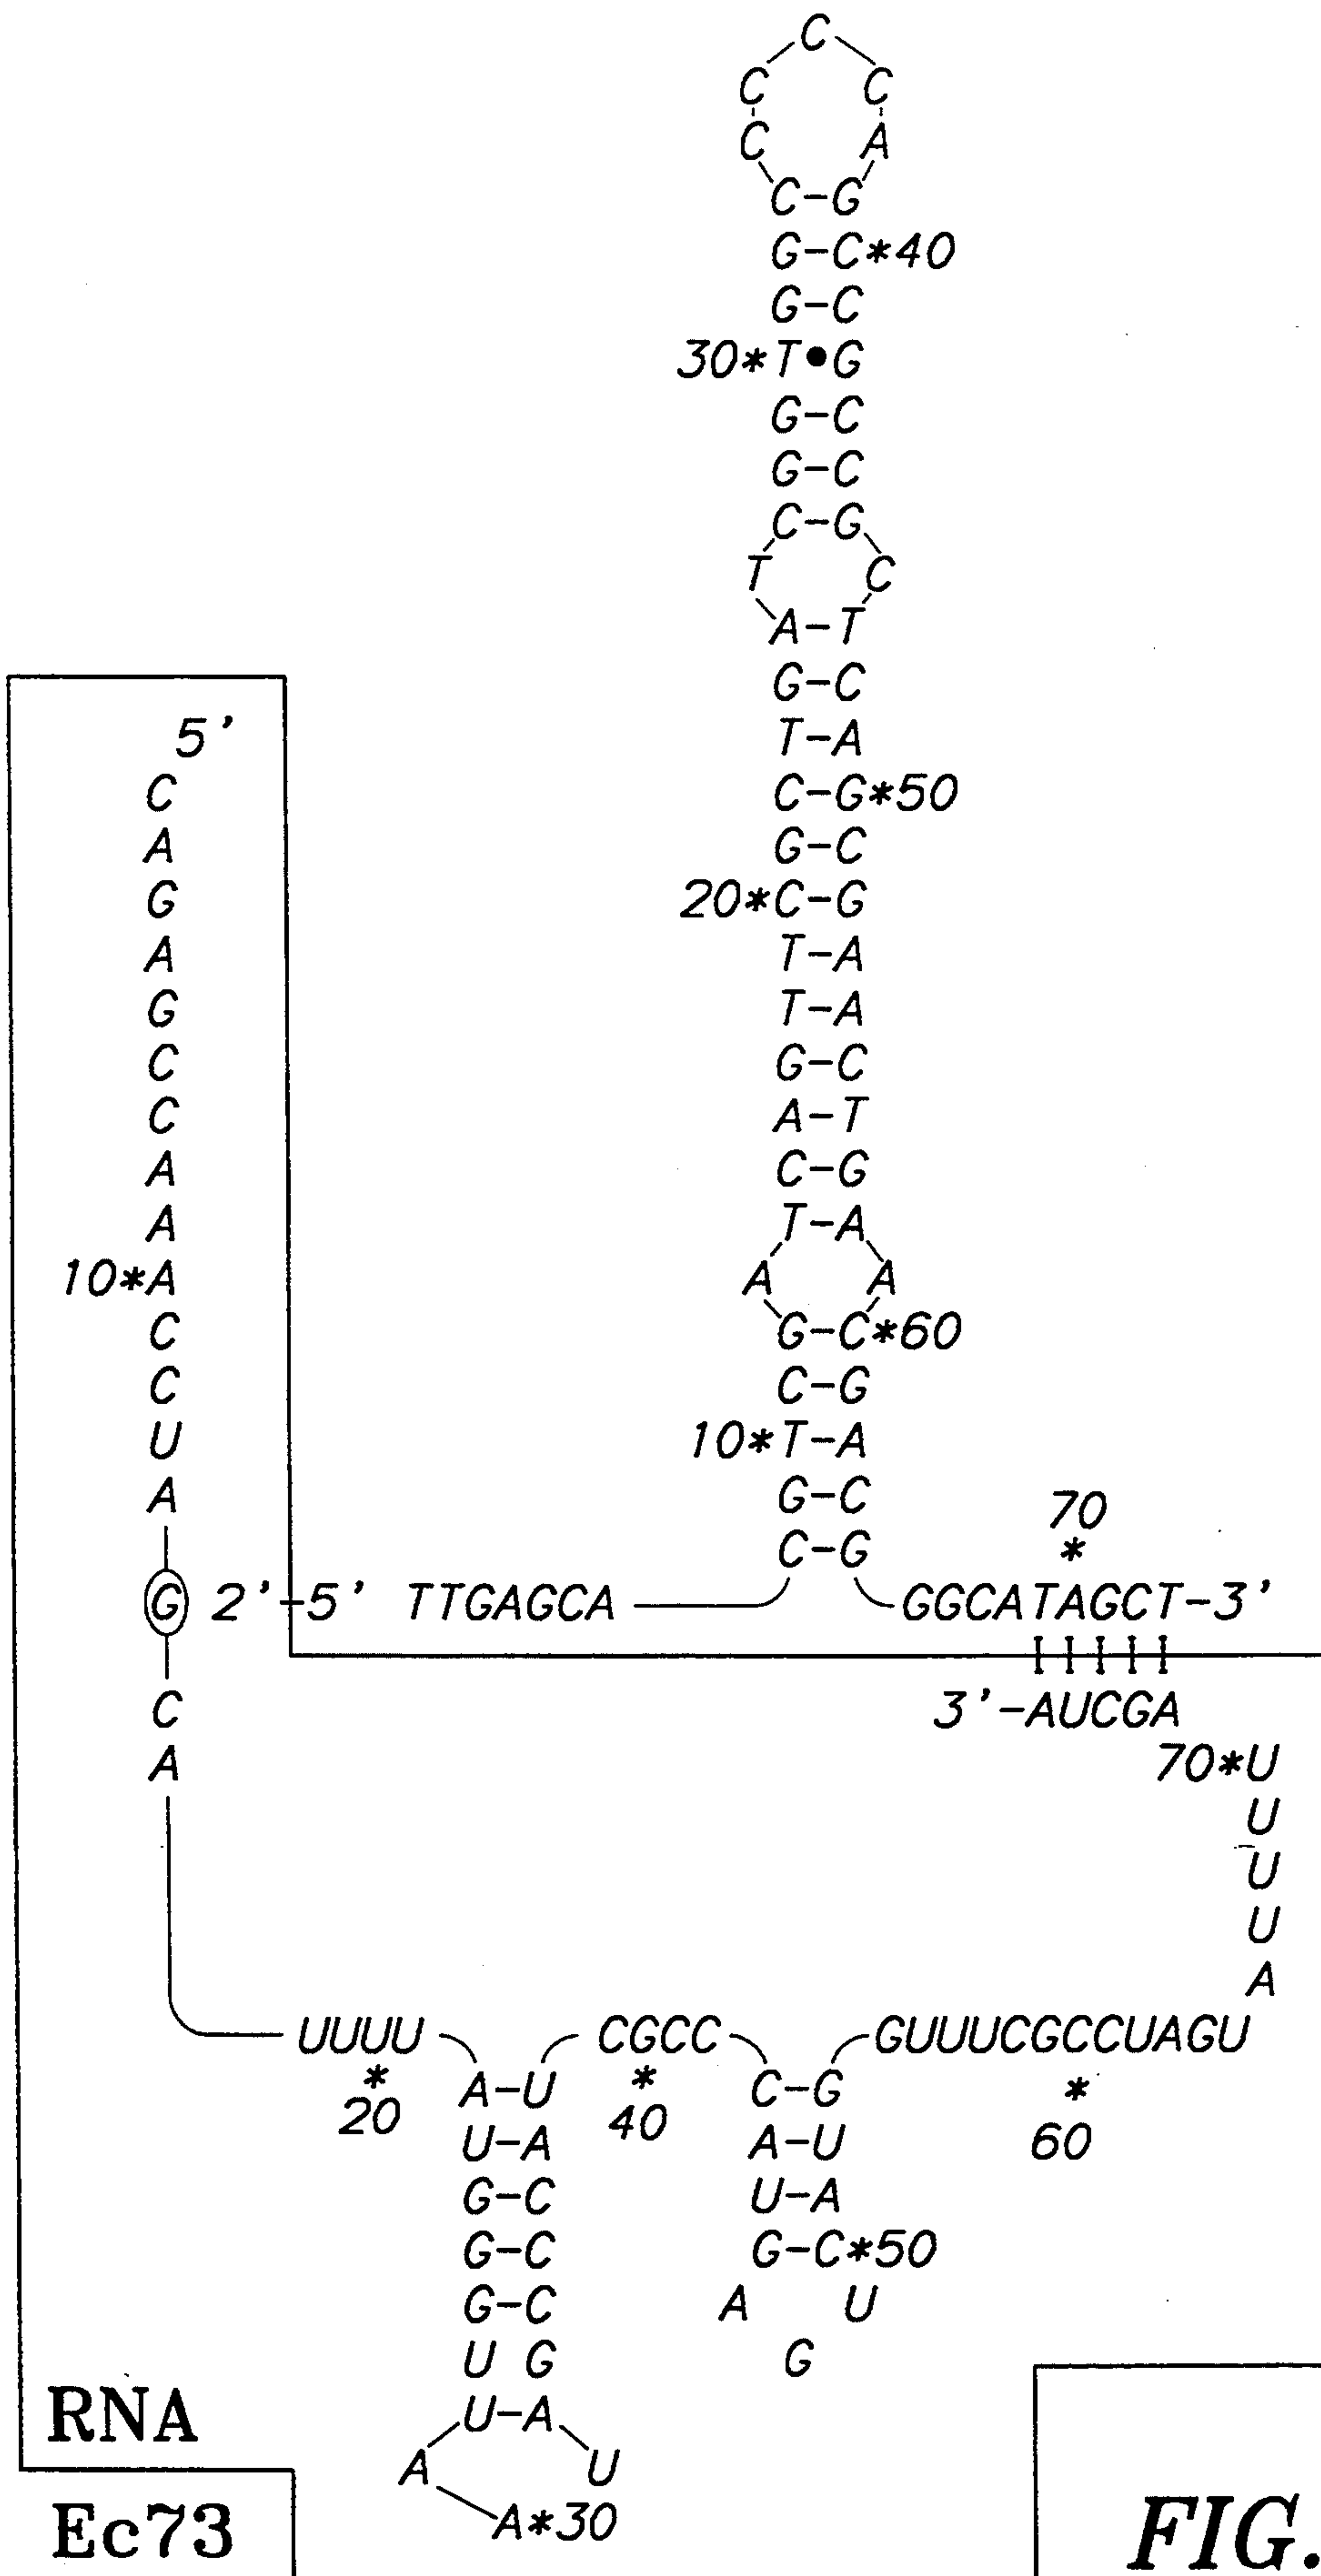 C
C C
C A
C-G
G-C*40
G-C
30*T●G
G-C
G-C
C-G
T C
A-T
G-C
T-A
C-G*50
G-C
20*C-G
T-A
T-A
G-C
A-T
C-G
T-A
A A
G-C*60
C-G
10*T-A
G-C
C-G
5'
C
A
G
A
G
C
C
A
A
10*A
C
C
U
A
G 2'-5' TTGAGCA GGCATAGCT-3'
70
*
C
A
3'-AUCGA
70*U
U
U
U
A
UUUU CGCC GUUUCGCCUAGU
* * *
20 40 60
A-U C-G
U-A A-U
G-C U-A
G-C G-C*50
G-C A U
U G G
U-A
A U
A*30
RNA
Ec73
FIG.